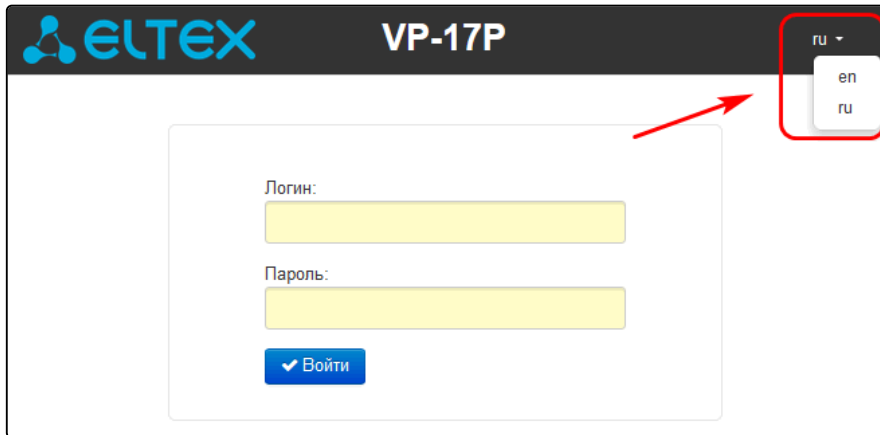 ELTEX
VP-17P
ru
en
ru
Логин:
Пароль:
Войти